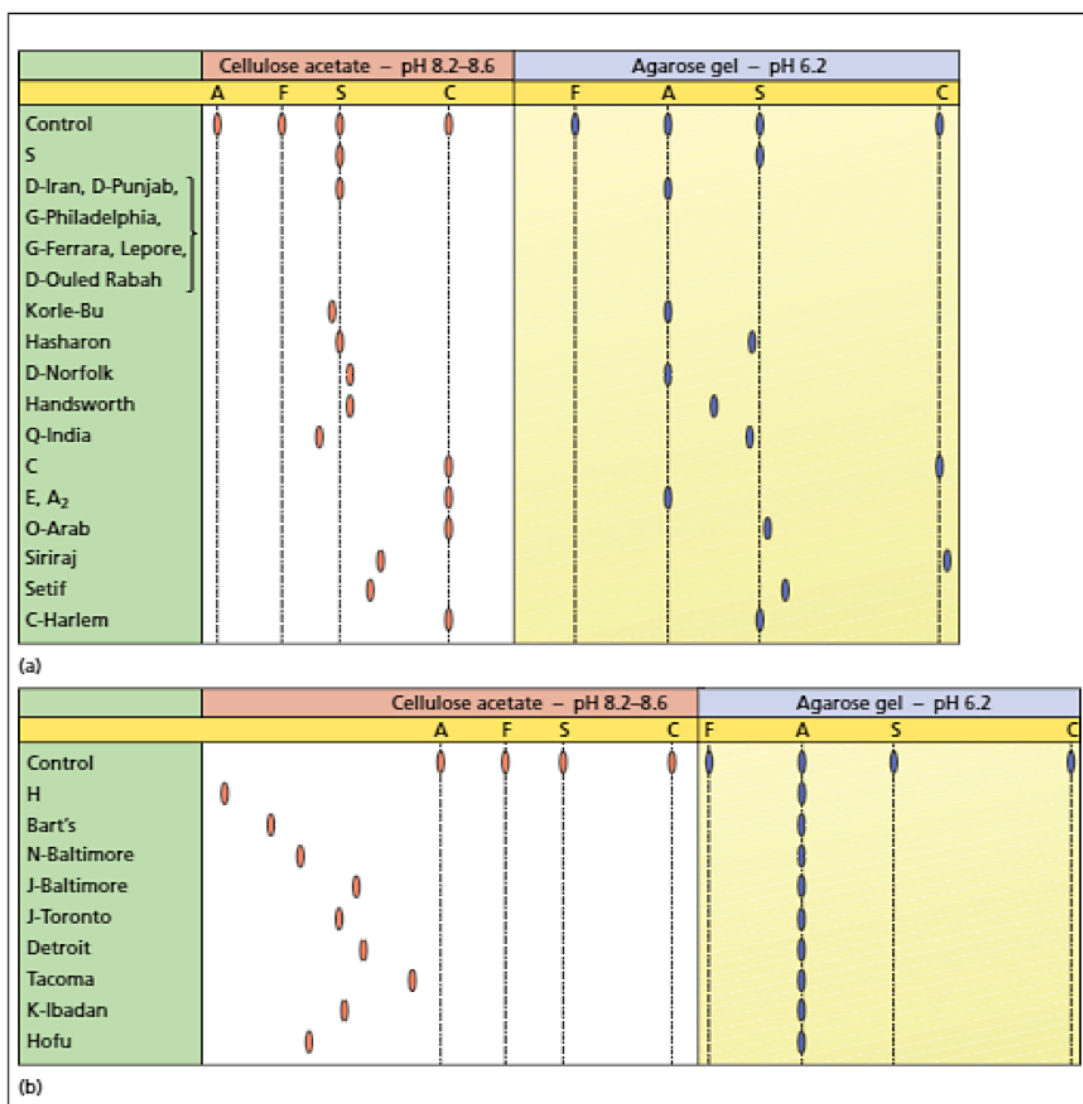 Cellulose acetate – pH 8.2–8.6 Agarose gel – pH 6.2
A F S C F A S C
Control
S
D-Iran, D-Punjab,
G-Philadelphia,
G-Ferrara, Lepore,
D-Ouled Rabah
Korle-Bu
Hasharon
D-Norfolk
Handsworth
Q-India
C
E, A₂
O-Arab
Siriraj
Setif
C-Harlem
(a)
Cellulose acetate – pH 8.2–8.6 Agarose gel – pH 6.2
A F S C F A S C
Control
H
Bart's
N-Baltimore
J-Baltimore
J-Toronto
Detroit
Tacoma
K-Ibadan
Hofu
(b)